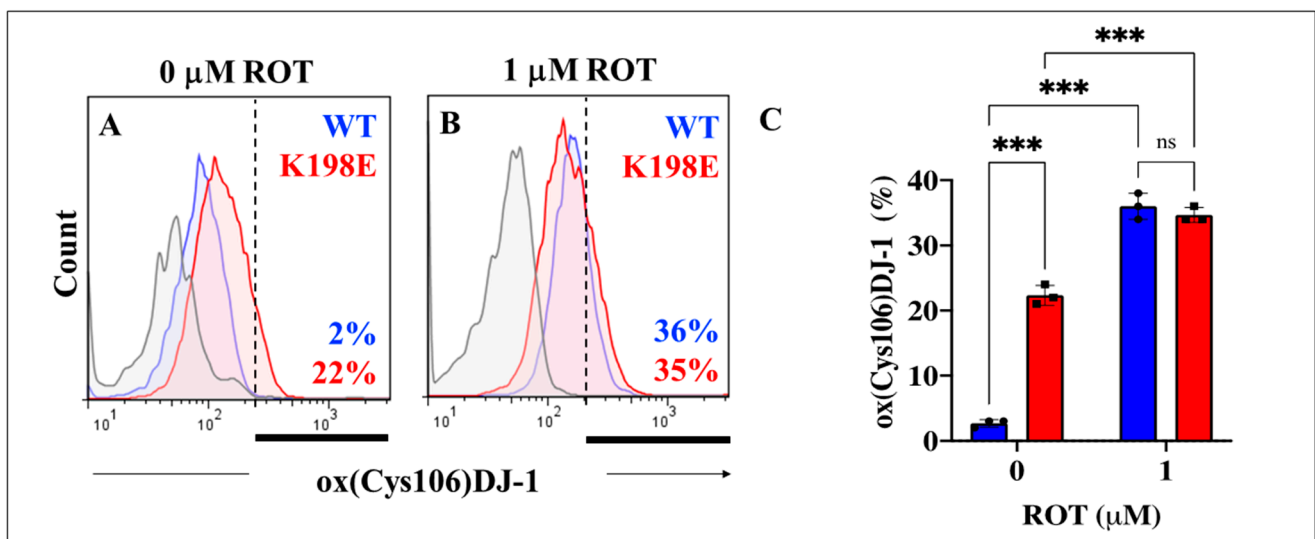 0 μM ROT
A
WT
K198E
2%
22%
Count
10¹ 10² 10³
1 μM ROT
B
WT
K198E
36%
35%
10¹ 10² 10³
ox(Cys106)DJ-1
C
***
***
***
ns
ox(Cys106)DJ-1 (%)
40
30
20
10
0
0 1
ROT (μM)